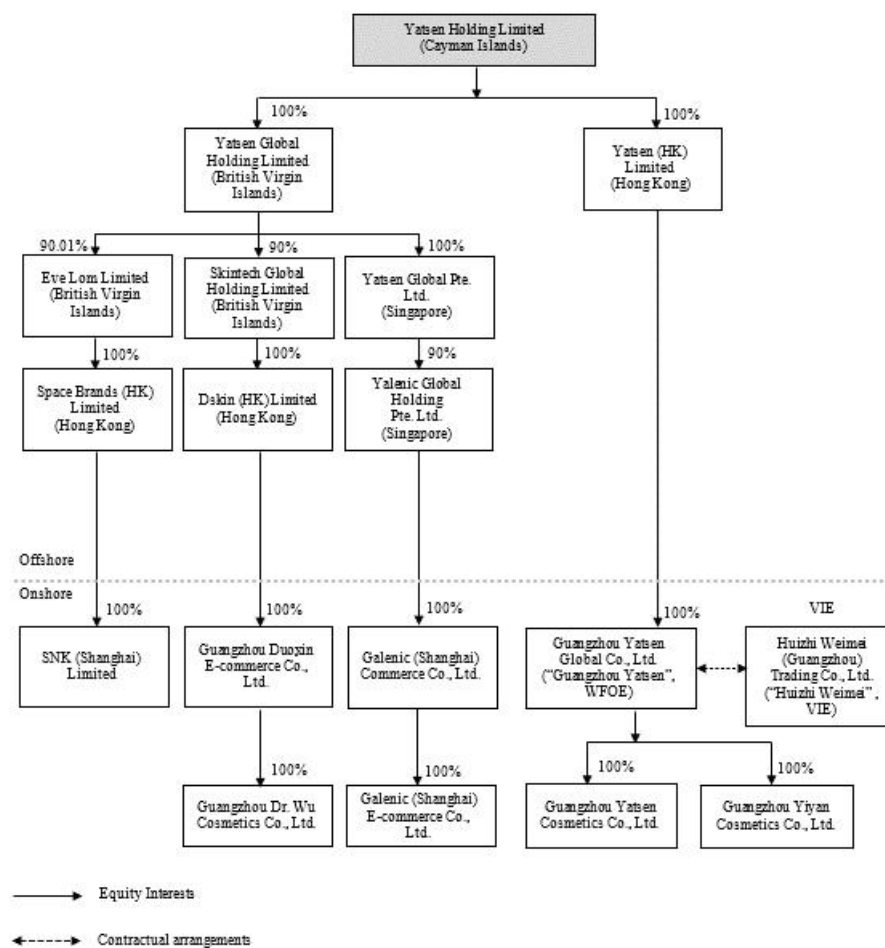 Yatsen Holding Limited
(Cayman Islands)
100%
100%
Yatsen Global
Holding Limited
(British Virgin
Islands)
Yatsen (HK)
Limited
(Hong Kong)
90.01%
90%
100%
Eve Lom Limited
(British Virgin
Islands)
Skintech Global
Holding Limited
(British Virgin
Islands)
Yatsen Global Pte.
Ltd.
(Singapore)
100%
100%
90%
Space Brands (HK)
Limited
(Hong Kong)
Dskin (HK) Limited
(Hong Kong)
Yalenic Global
Holding
Pte. Ltd.
(Singapore)
Offshore
Onshore
100%
100%
100%
100%
VIE
SNK (Shanghai)
Limited
Guangzhou Duoxin
E-commerce Co.,
Ltd.
Galenic (Shanghai)
Commerce Co., Ltd.
Guangzhou Yatsen
Global Co., Ltd.
("Guangzhou Yatsen",
WFOE)
Huizhi Weimei
(Guangzhou)
Trading Co., Ltd.
("Huizhi Weimei" ,
VIE)
100%
100%
100%
100%
Guangzhou Dr. Wu
Cosmetics Co., Ltd.
Galenic (Shanghai)
E-commerce Co.,
Ltd.
Guangzhou Yatsen
Cosmetics Co., Ltd.
Guangzhou Yiyan
Cosmetics Co., Ltd.
Equity Interests
Contractual arrangements